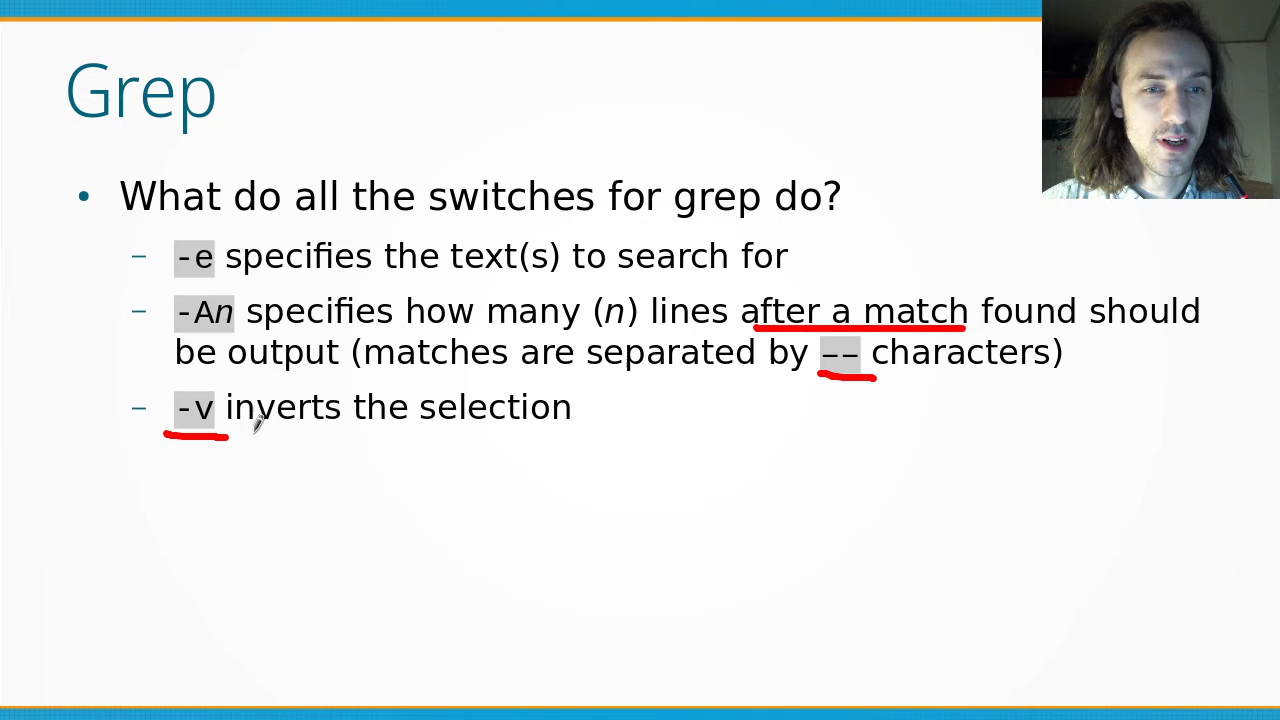 Grep
• What do all the switches for grep do?
– -e specifies the text(s) to search for
– -An specifies how many (n) lines after a match found should
be output (matches are separated by -- characters)
– -v inverts the selection